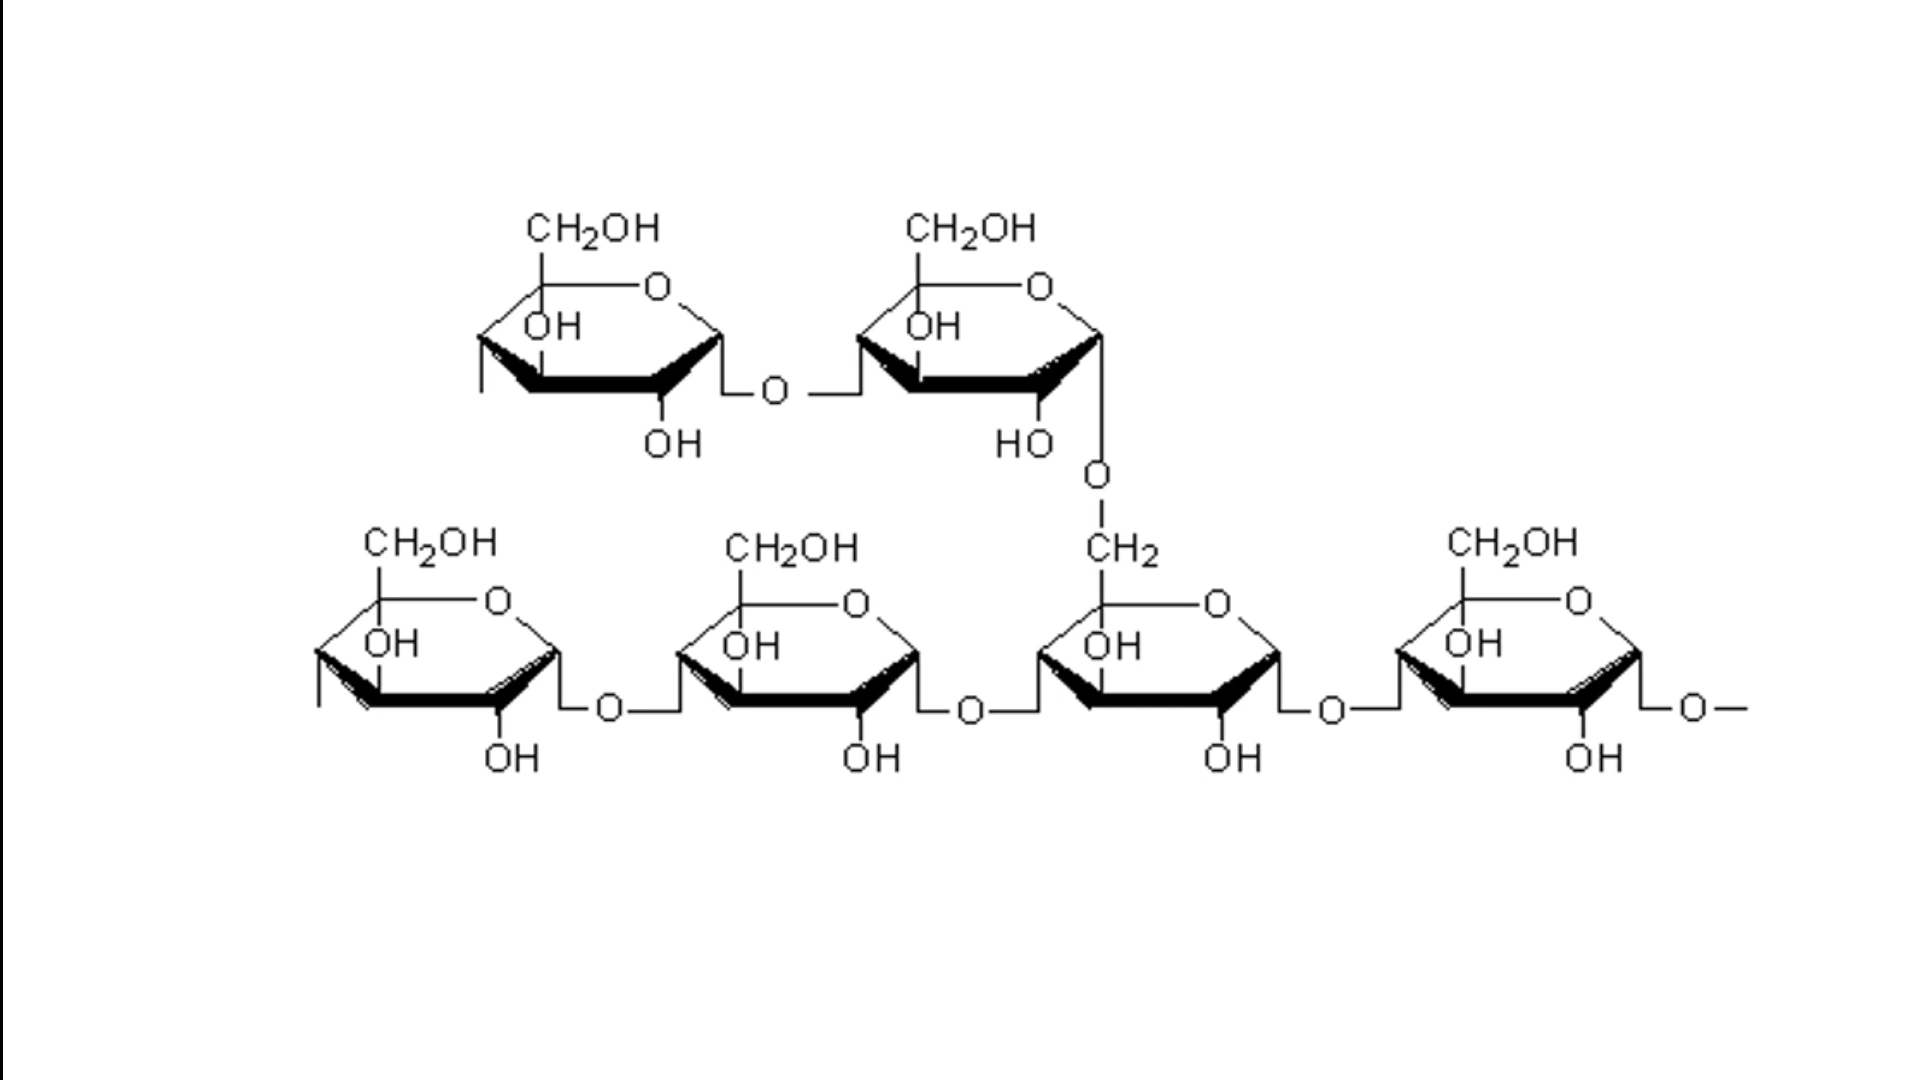 CH₂OH CH₂OH
O O
OH OH
O
OH HO
O
CH₂OH CH₂OH CH₂ CH₂OH
O O O O
OH OH OH OH
O O O O
OH OH OH OH